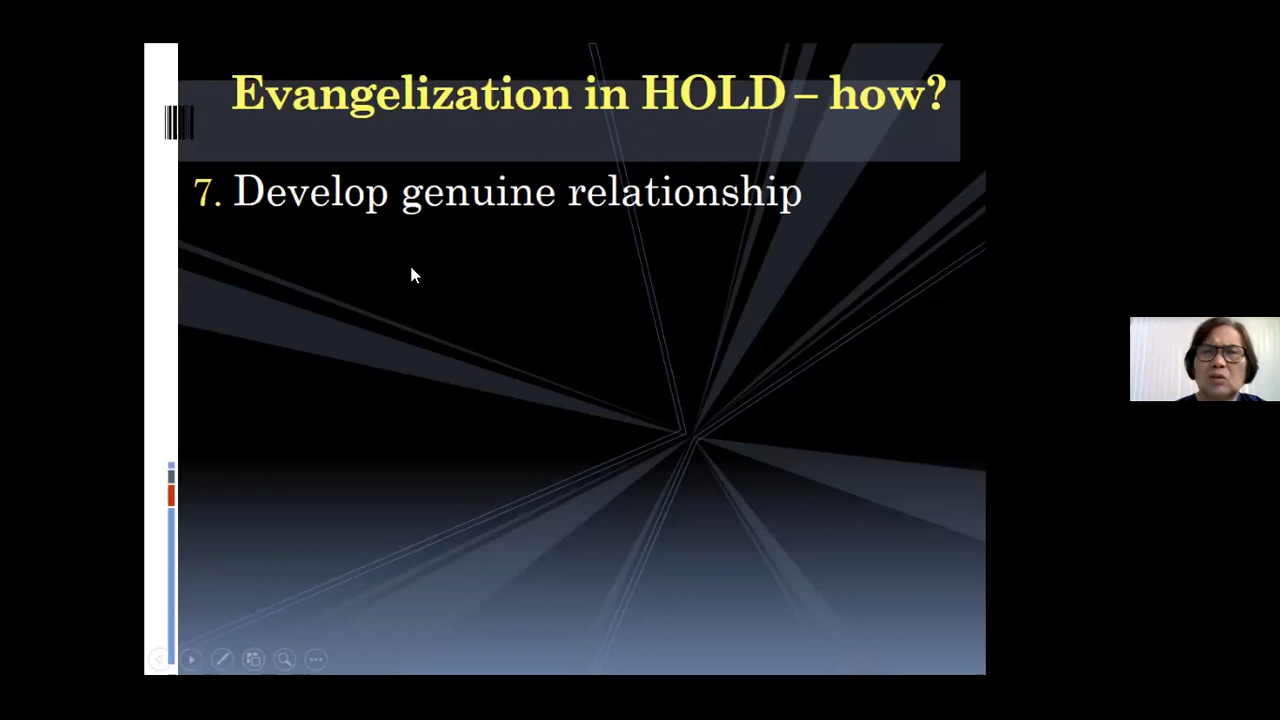 Evangelization in HOLD – how?
7. Develop genuine relationship